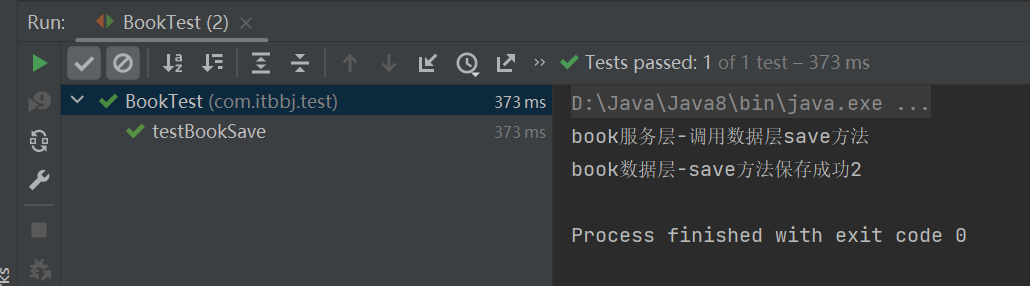 Run: BookTest (2)
Tests passed: 1 of 1 test – 373 ms
BookTest (com.itbbj.test) 373 ms
testBookSave 373 ms
D:\Java\Java8\bin\java.exe ...
book服务层-调用数据层save方法
book数据层-save方法保存成功2
Process finished with exit code 0